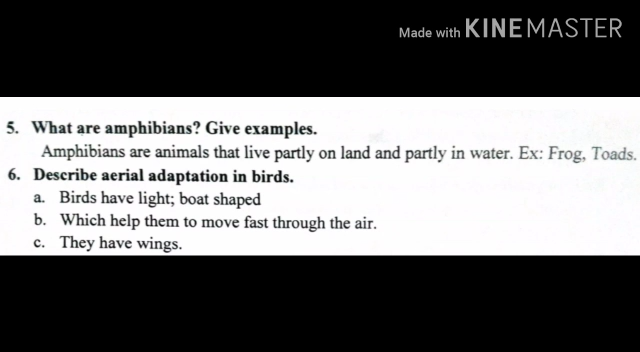 Made with KINEMASTER
5. What are amphibians? Give examples.
Amphibians are animals that live partly on land and partly in water. Ex: Frog, Toads.
6. Describe aerial adaptation in birds.
a. Birds have light; boat shaped
b. Which help them to move fast through the air.
c. They have wings.